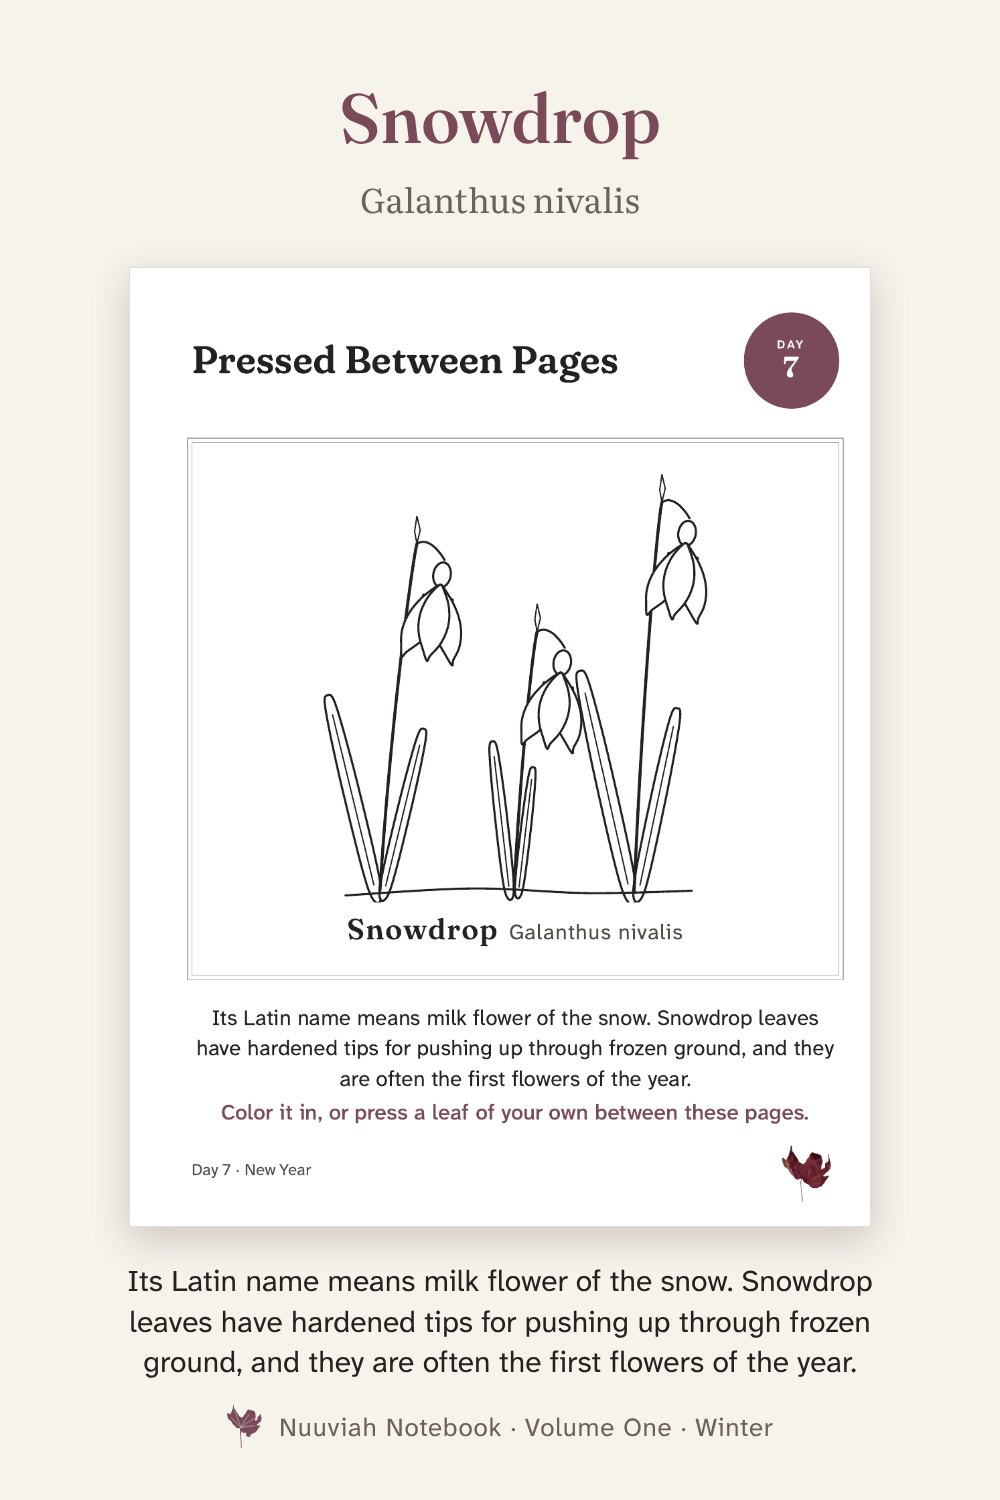 Snowdrop
Galanthus nivalis
Pressed Between Pages
DAY
7
Snowdrop Galanthus nivalis
Its Latin name means milk flower of the snow. Snowdrop leaves
have hardened tips for pushing up through frozen ground, and they
are often the first flowers of the year.
Color it in, or press a leaf of your own between these pages.
Day 7 · New Year
Its Latin name means milk flower of the snow. Snowdrop
leaves have hardened tips for pushing up through frozen
ground, and they are often the first flowers of the year.
Nuuviah Notebook · Volume One · Winter